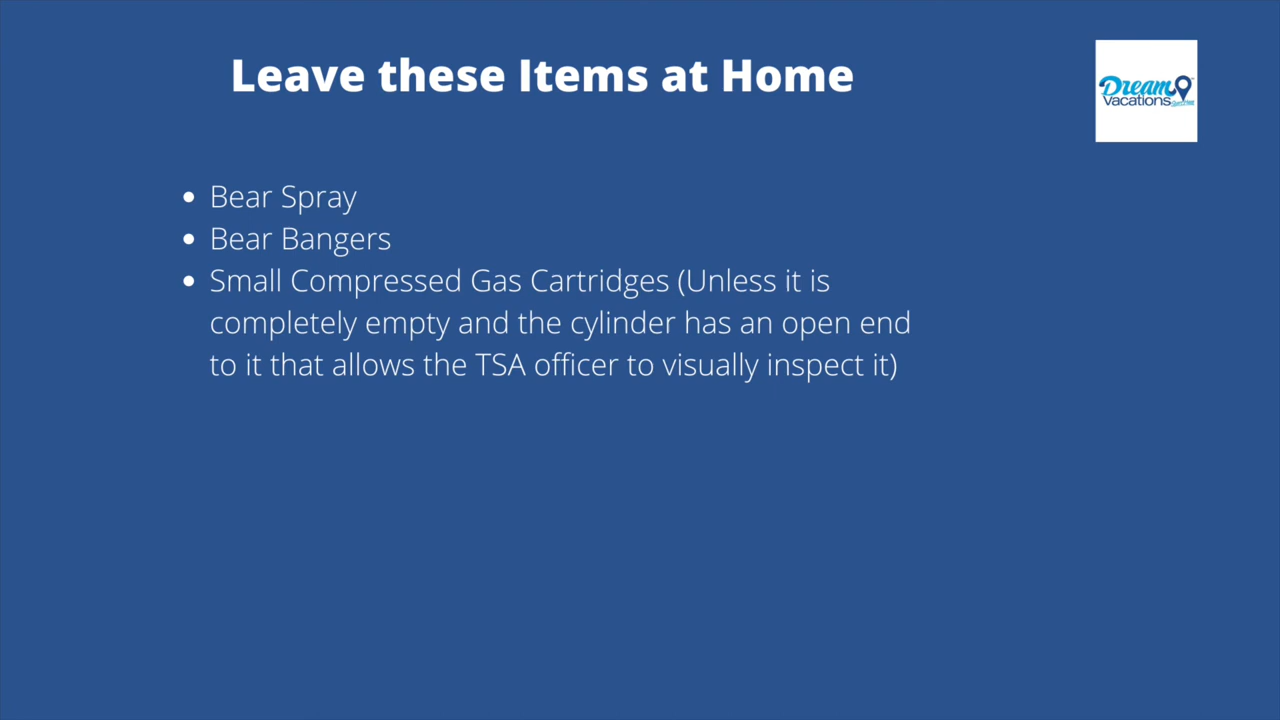 Leave these Items at Home
Dream
Vacations
• Bear Spray
• Bear Bangers
• Small Compressed Gas Cartridges (Unless it is
completely empty and the cylinder has an open end
to it that allows the TSA officer to visually inspect it)